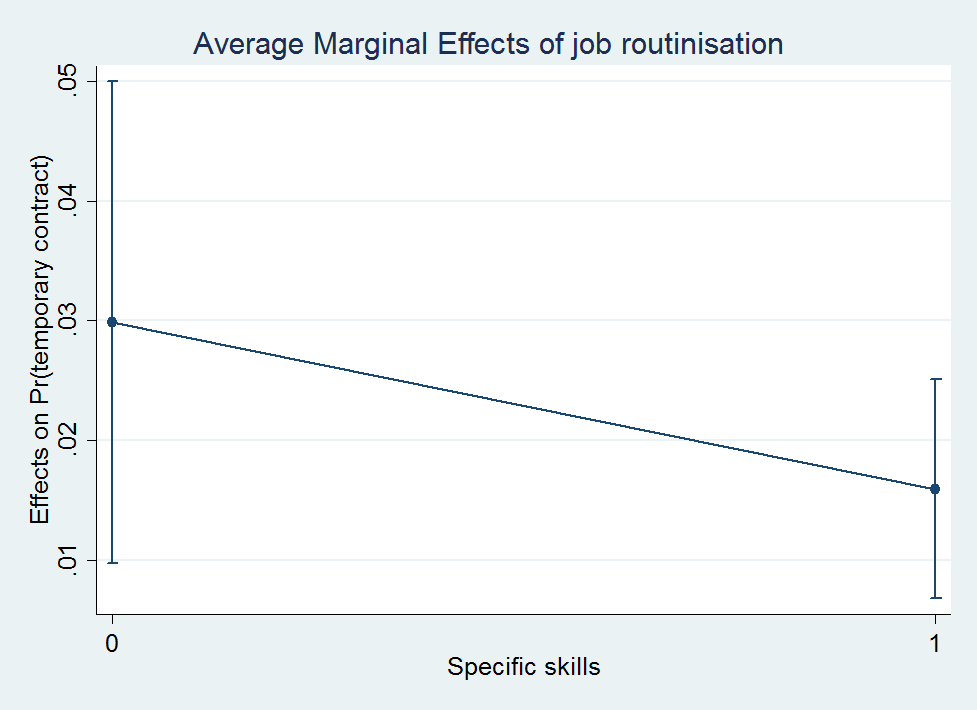 Average Marginal Effects of job routinisation
Effects on Pr(temporary contract)
.05
.04
.03
.02
.01
0
1
Specific skills